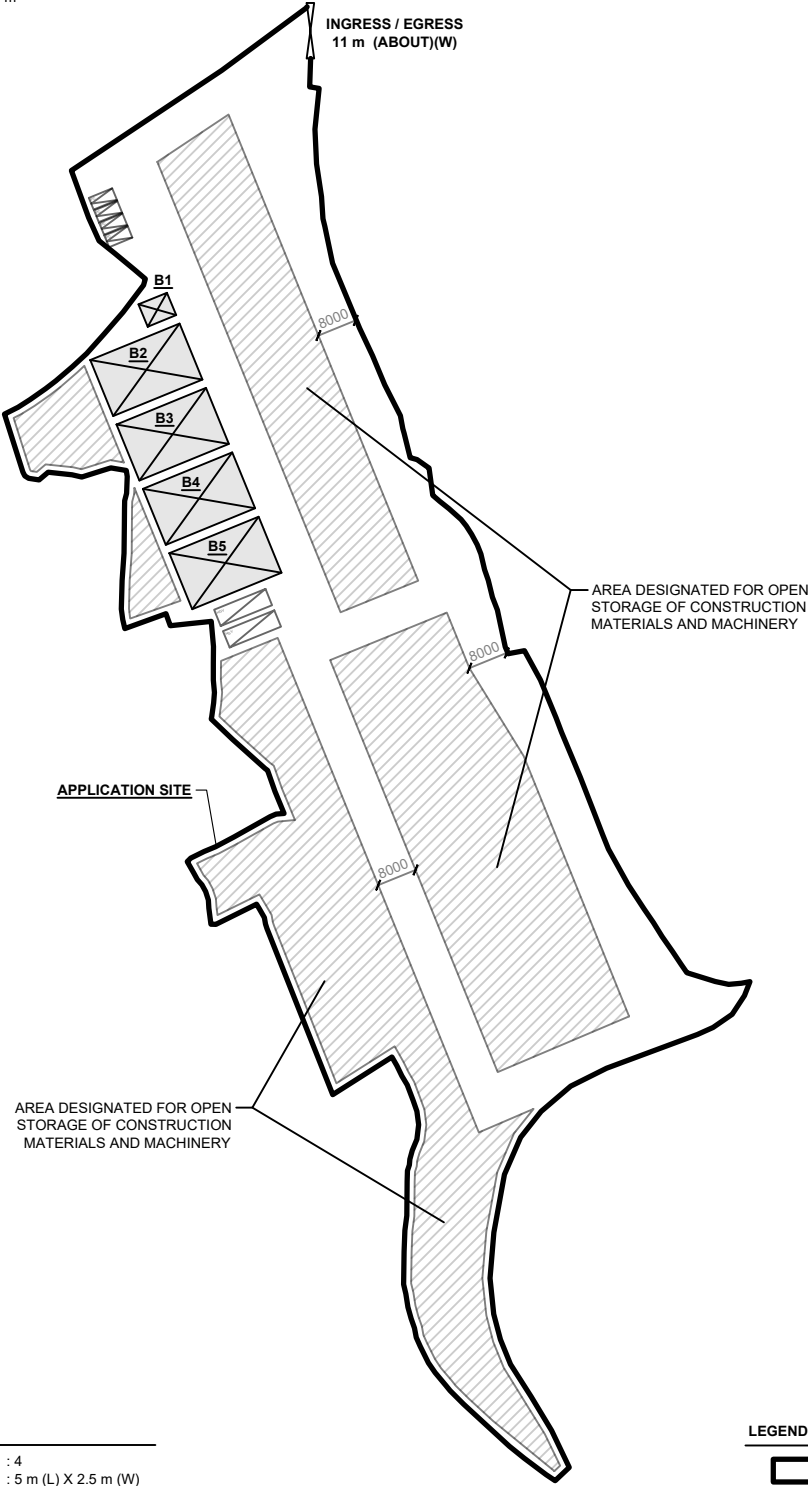 INGRESS / EGRESS
11 m (ABOUT)(W)
B1
8000
B2
B3
B4
B5
AREA DESIGNATED FOR OPEN
STORAGE OF CONSTRUCTION
MATERIALS AND MACHINERY
8000
APPLICATION SITE
8000
AREA DESIGNATED FOR OPEN
STORAGE OF CONSTRUCTION
MATERIALS AND MACHINERY
LEGEND
: 4
: 5 m (L) X 2.5 m (W)